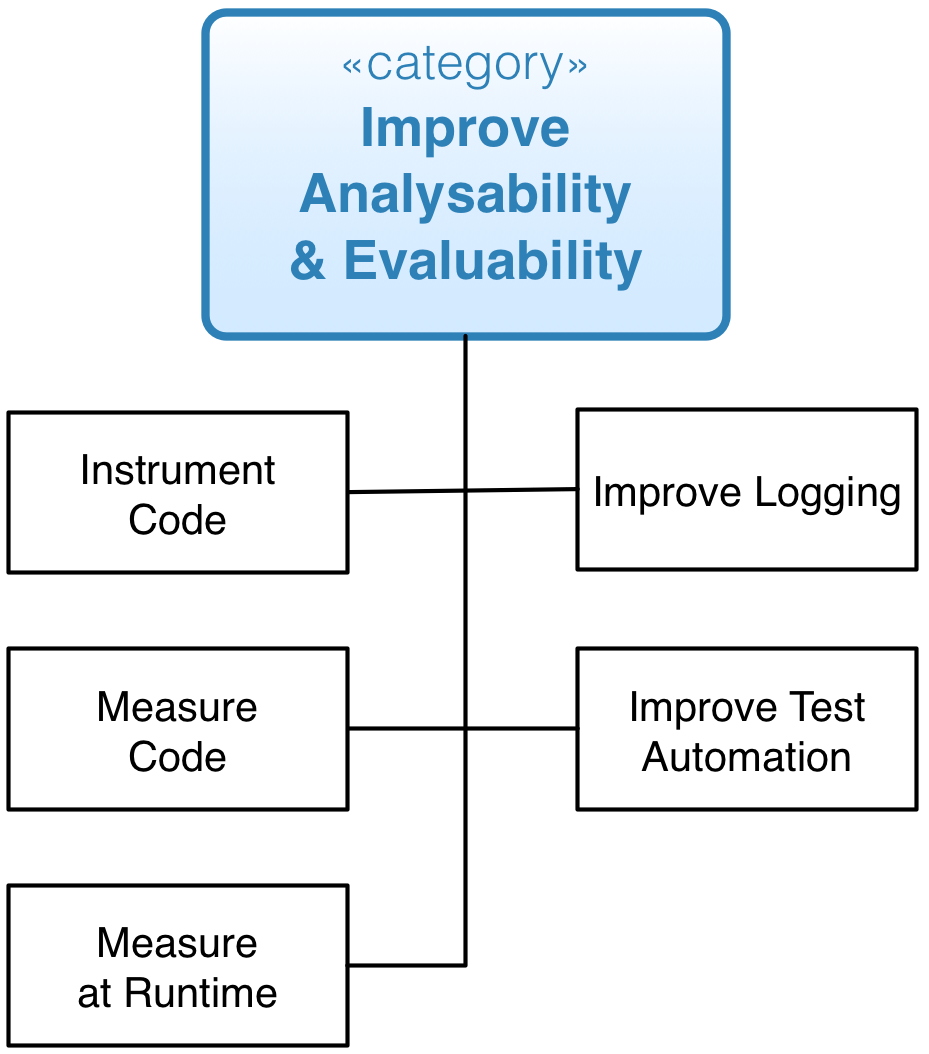 «category»
Improve
Analysability
& Evaluability
Instrument
Code
Improve Logging
Measure
Code
Improve Test
Automation
Measure
at Runtime